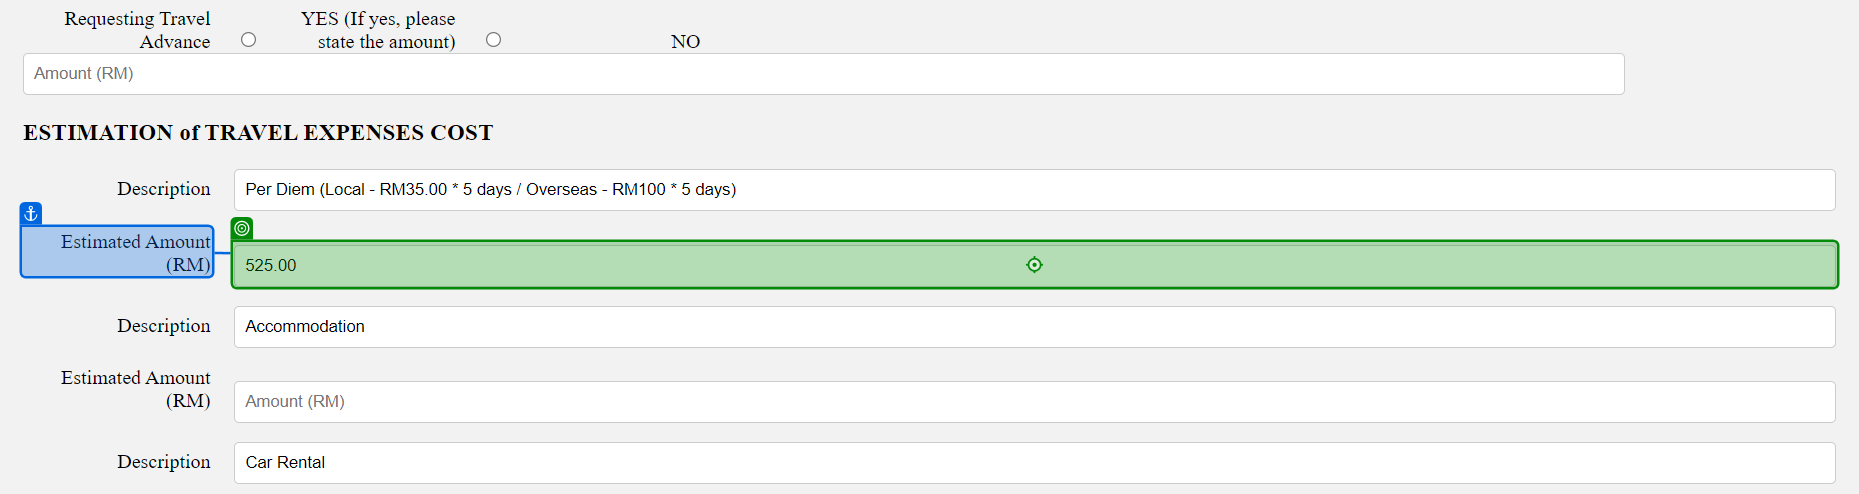 Requesting Travel Advance
YES (If yes, please state the amount)
NO
Amount (RM)
ESTIMATION of TRAVEL EXPENSES COST
Description
Per Diem (Local - RM35.00 * 5 days / Overseas - RM100 * 5 days)
Estimated Amount (RM)
525.00
Description
Accommodation
Estimated Amount (RM)
Amount (RM)
Description
Car Rental